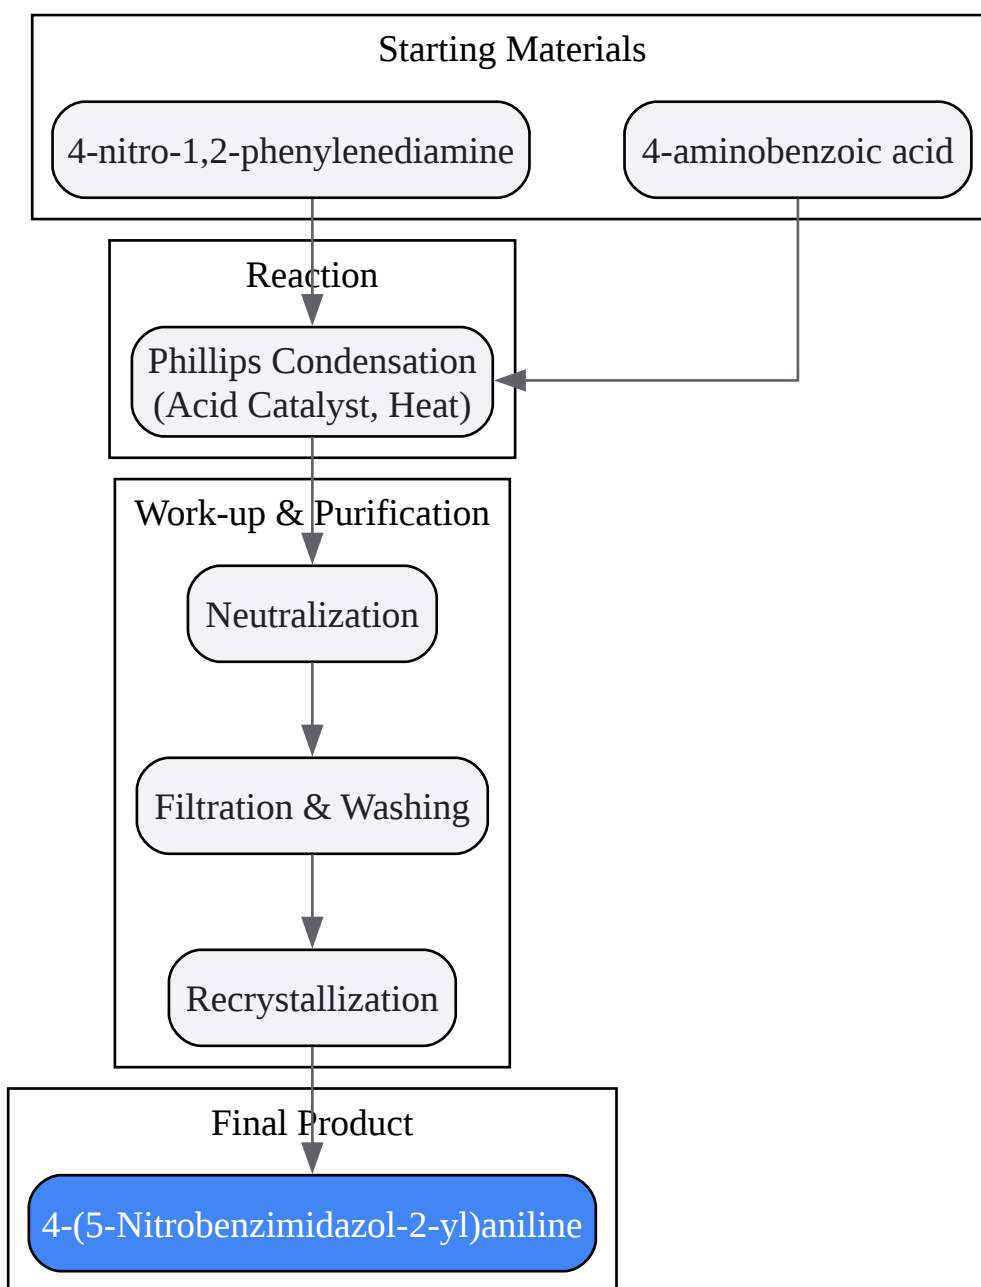 Starting Materials
4-nitro-1,2-phenylenediamine
4-aminobenzoic acid
Reaction
Phillips Condensation
(Acid Catalyst, Heat)
Work-up & Purification
Neutralization
Filtration & Washing
Recrystallization
Final Product
4-(5-Nitrobenzimidazol-2-yl)aniline